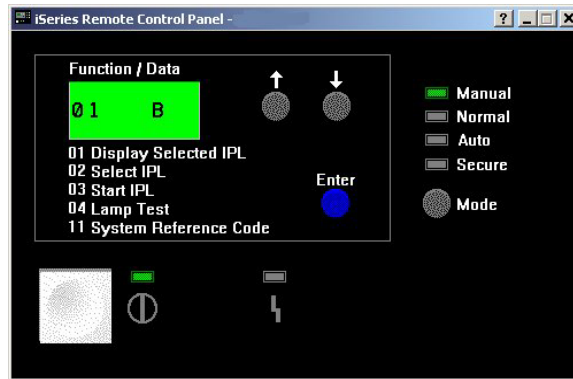 iSeries Remote Control Panel -
Function / Data
01 B
01 Display Selected IPL
02 Select IPL
03 Start IPL
04 Lamp Test
11 System Reference Code
Enter
Manual
Normal
Auto
Secure
Mode